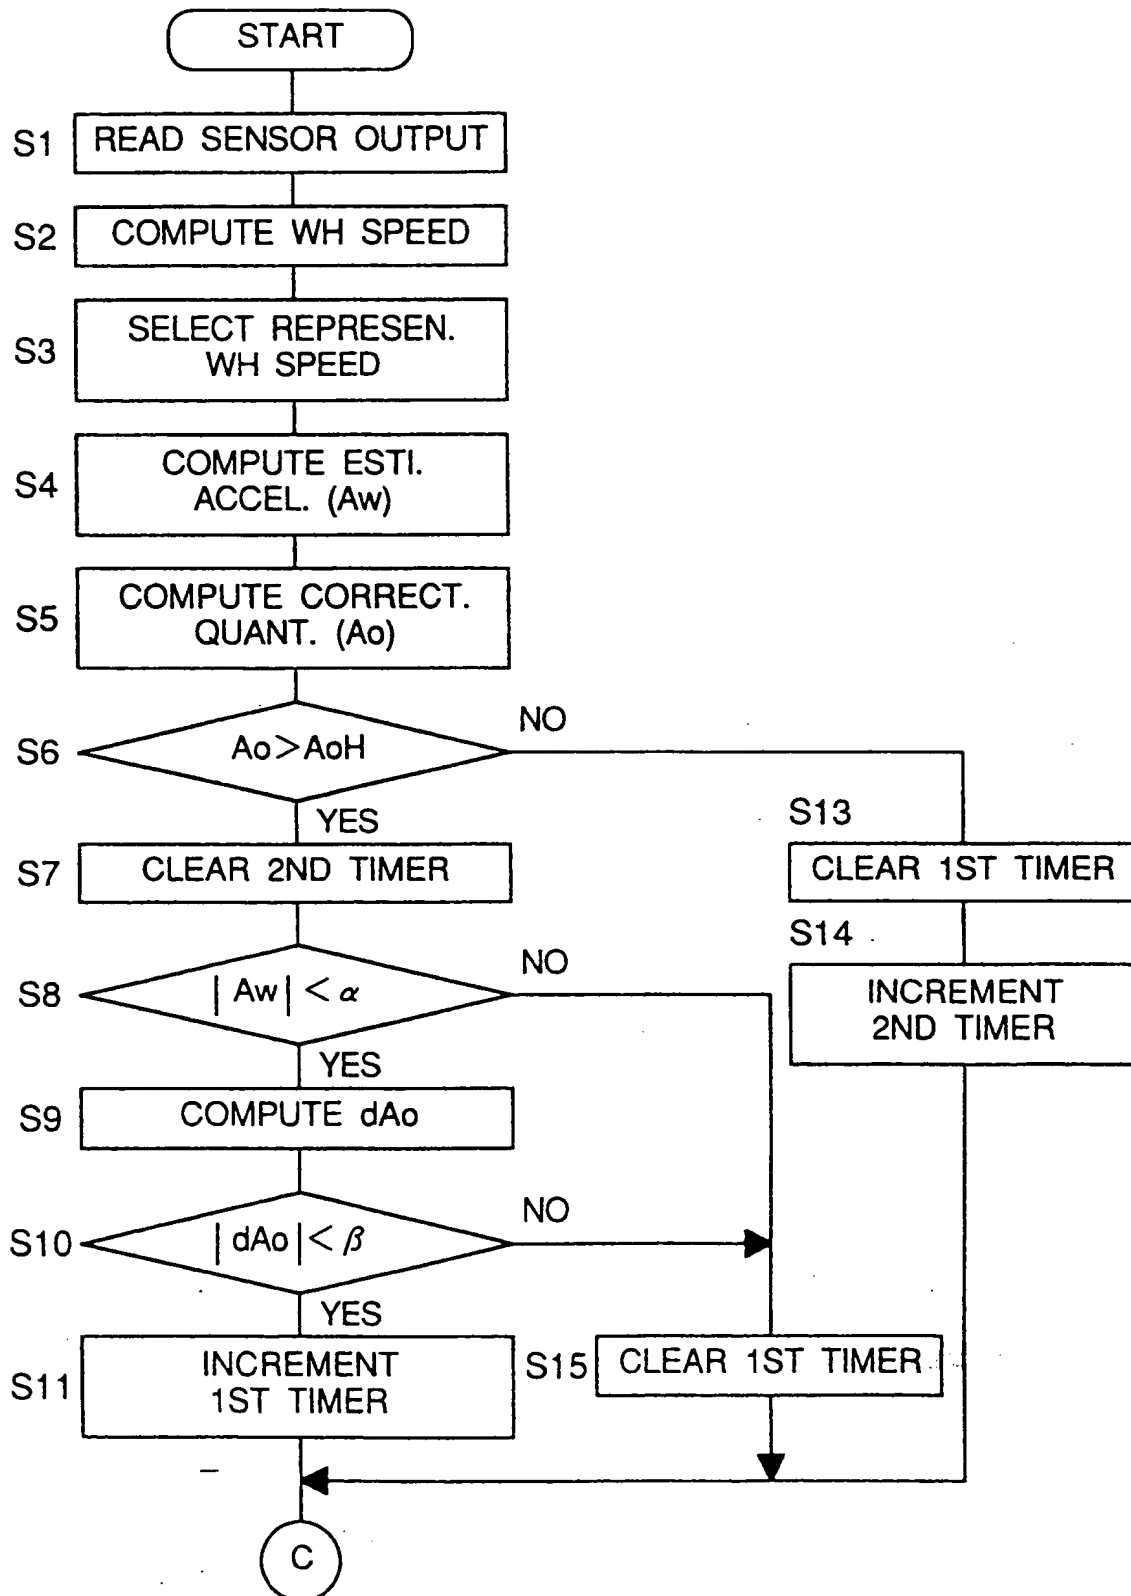 START
S1
READ SENSOR OUTPUT
S2
COMPUTE WH SPEED
S3
SELECT REPRESEN.
WH SPEED
S4
COMPUTE ESTI.
ACCEL. (Aw)
S5
COMPUTE CORRECT.
QUANT. (Ao)
S6
Ao>AoH
NO
YES
S7
CLEAR 2ND TIMER
S13
CLEAR 1ST TIMER
S14
INCREMENT
2ND TIMER
S8
| Aw | < α
NO
YES
S9
COMPUTE dAo
S10
| dAo | < β
NO
YES
S11
INCREMENT
1ST TIMER
S15
CLEAR 1ST TIMER
C